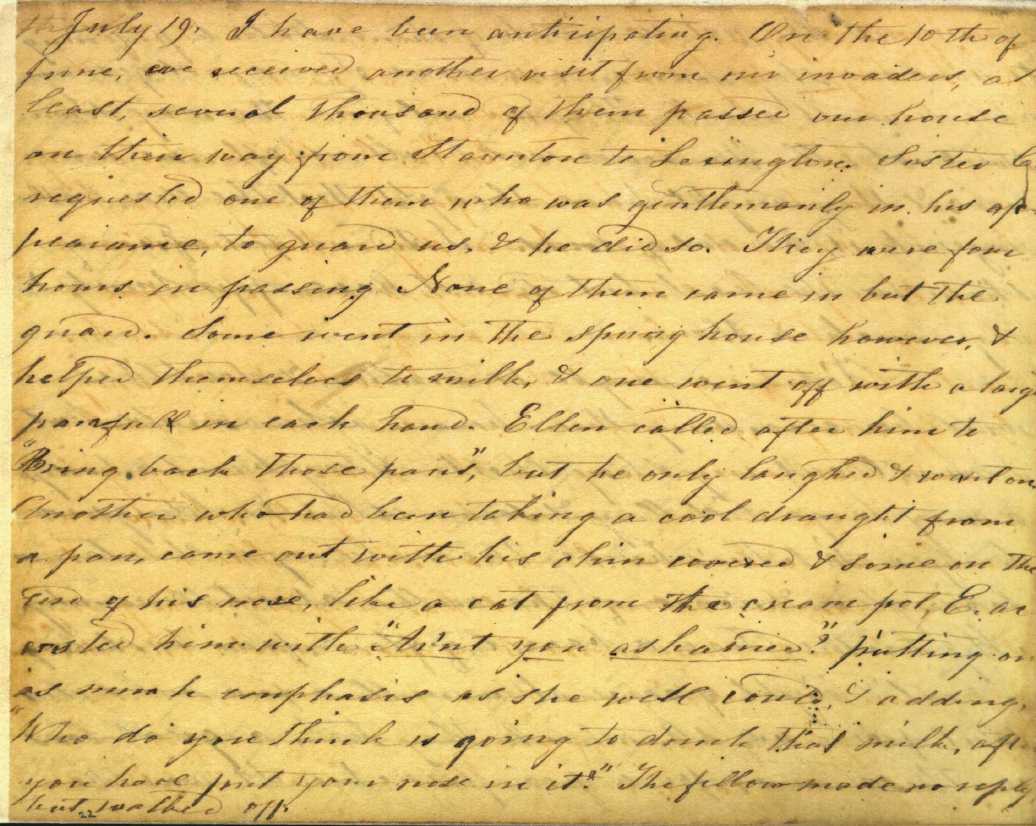 July 19. I have been anticipating. On the 10th of
June, we received another visit from our invaders, at
least, several thousand of them passed our house
on their way from Staunton to Lexington. Sister
requested one of them who was gentlemanly in his ap
pearance, to guard us, & he did so. They were four
hours in passing. None of them came in but the
guard. Some went in the spring house however, &
helped themselves to milk, & one went off with a large
pan full in each hand. Ellen called after him to
"Bring back those pans", but he only laughed & went on
Another who had been taking a cool draught from
a pan, came out with his chin covered & some on the
end of his nose, like a cat from the cream pot, E. ac
costed him with "Ain't you ashamed"? putting on
as much emphasis as she well could, & adding,
"Who do you think is going to drink that milk, after
you have put your nose in it?" The fellow made no reply
but walked off.
22